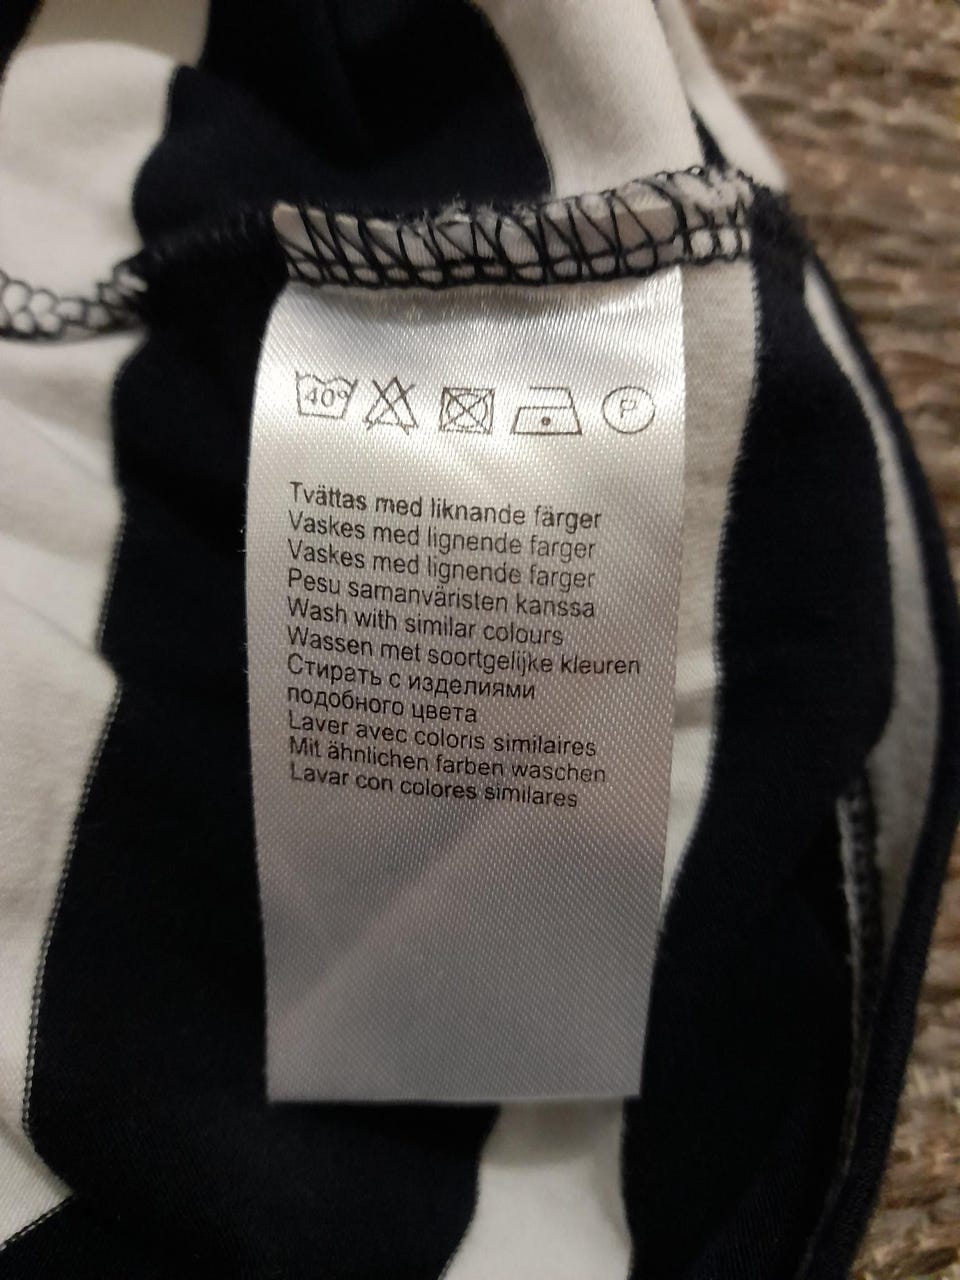 40°
P
Tvättas med liknande färger
Vaskes med lignende farger
Vaskes med lignende farger
Pesu samanväristen kanssa
Wash with similar colours
Wassen met soortgelijke kleuren
Стирать с изделиями
подобного цвета
Laver avec coloris similaires
Mit ähnlichen farben waschen
Lavar con colores similares